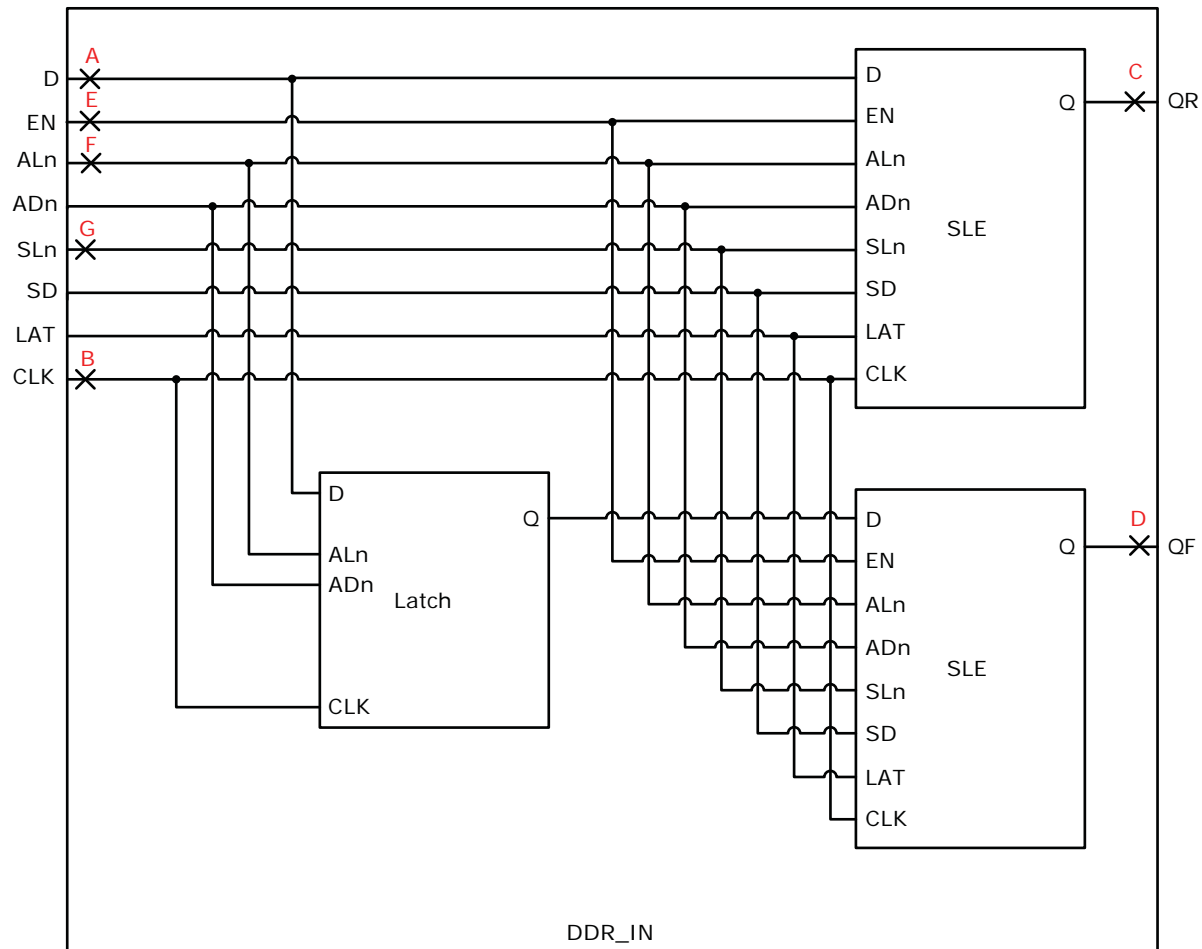 A
D
E
EN
F
ALn
ADn
G
SLn
SD
LAT
B
CLK
D
EN
ALn
ADn
SLn
SD
LAT
CLK
SLE
Q
C
QR
D
ALn
ADn
CLK
Latch
Q
D
EN
ALn
ADn
SLn
SD
LAT
CLK
SLE
Q
D
QF
DDR_IN